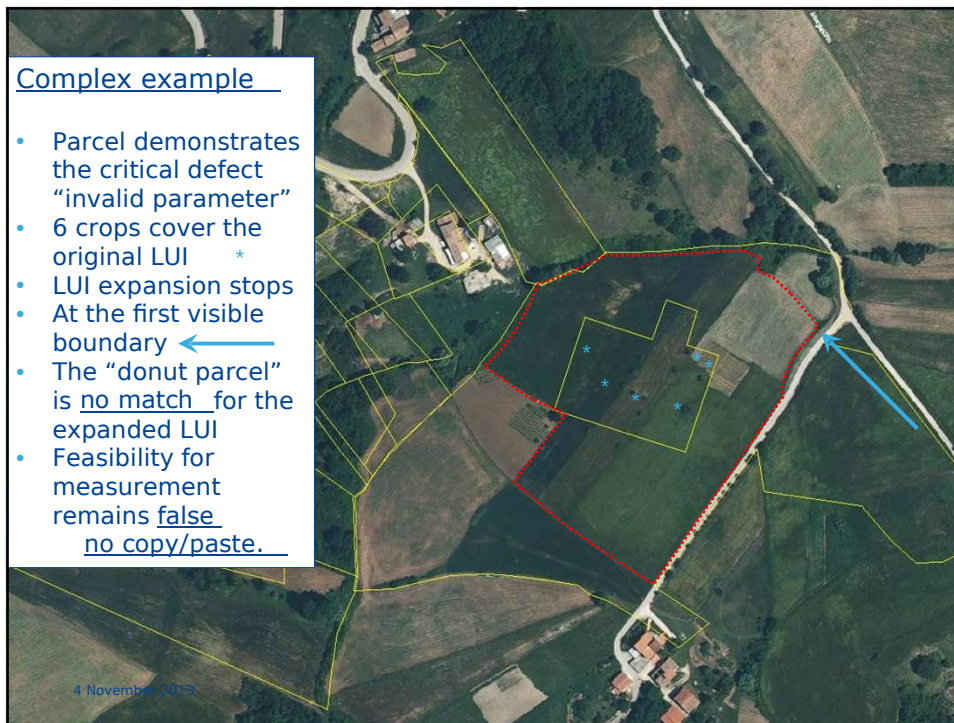 Complex example
• Parcel demonstrates
the critical defect
“invalid parameter”
• 6 crops cover the
original LUI *
• LUI expansion stops
• At the first visible
boundary
• The “donut parcel”
is no match for the
expanded LUI
• Feasibility for
measurement
remains false
no copy/paste.
4 November 2013